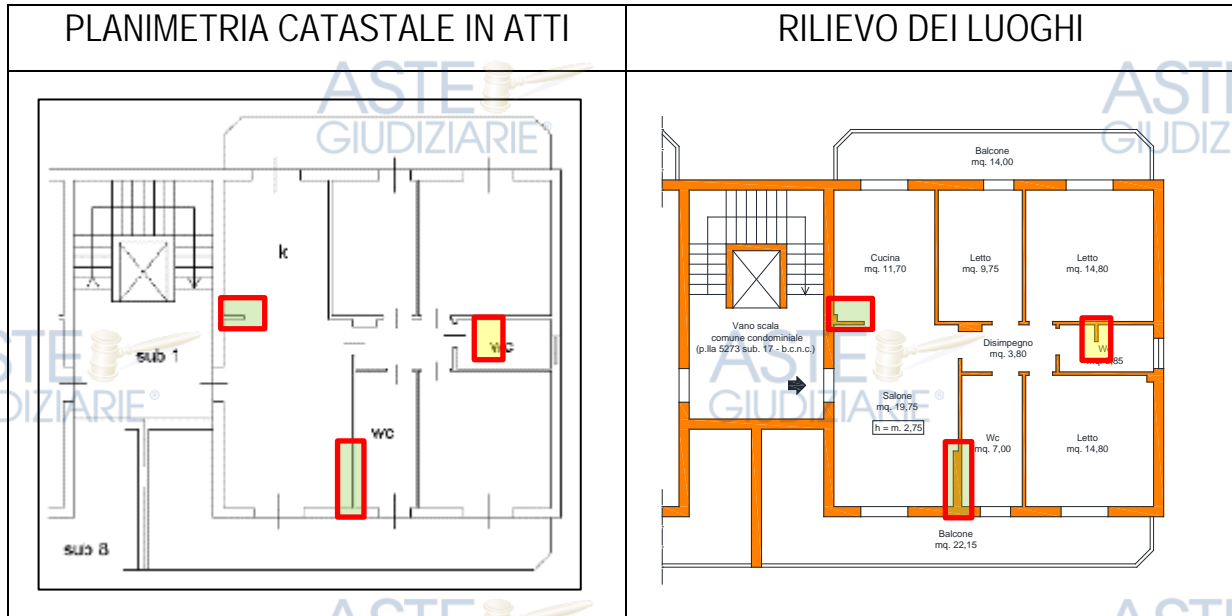 PLANIMETRIA CATASTALE IN ATTI
RILIEVO DEI LUOGHI
ASTE
GIUDIZIARIE®
k
sub 1
wc
wc
sub 8
ASTE
GIUDIZIARIE®
Balcone
mq. 14,00
Cucina
mq. 11,70
Letto
mq. 9,75
Letto
mq. 14,80
Vano scala
comune condominiale
(p.lla 5273 sub. 17 - b.c.n.c.)
Disimpegno
mq. 3,80
Salone
mq. 19,75
h = m. 2,75
Wc
mq. 7,00
Letto
mq. 14,80
Balcone
mq. 22,15